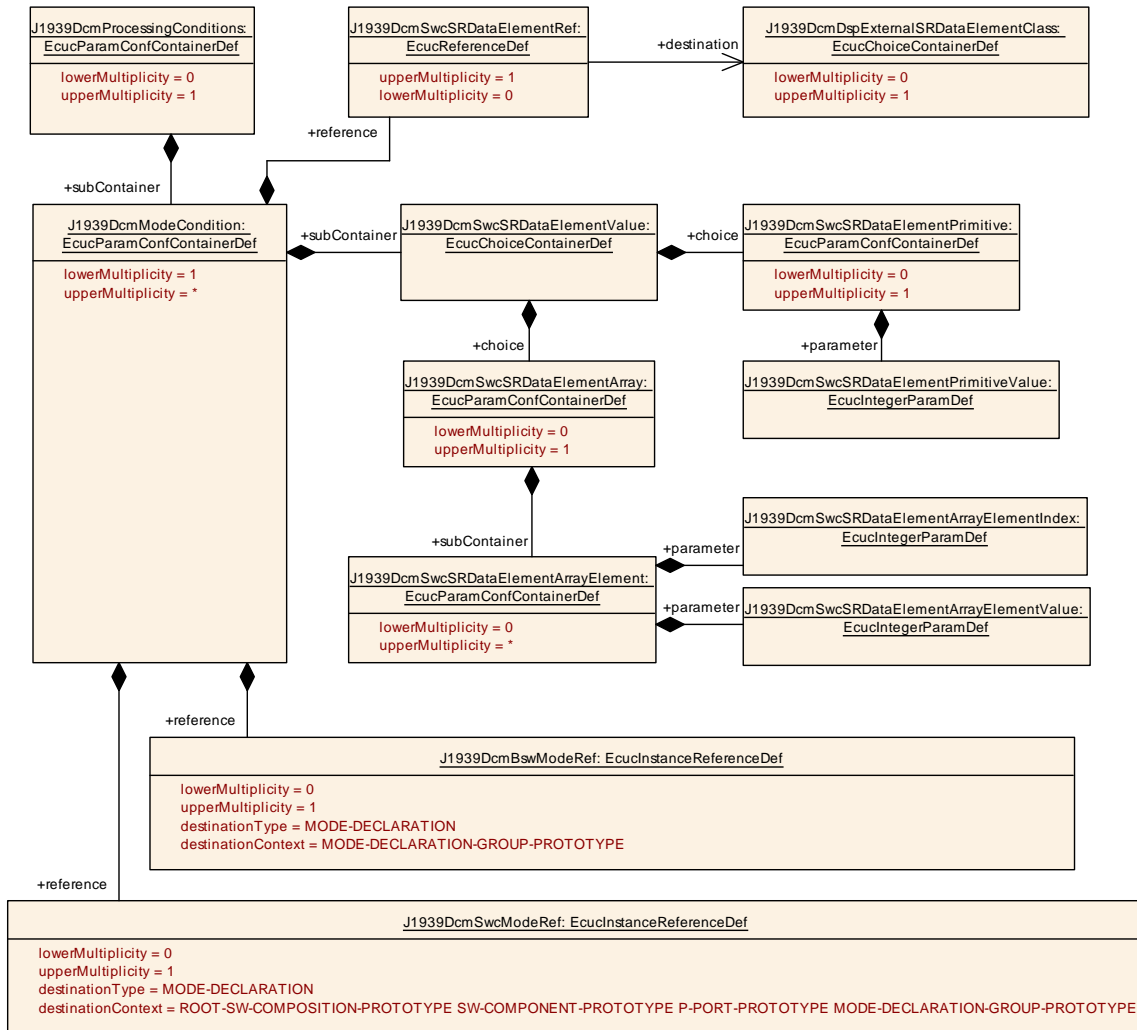 J1939DcmProcessingConditions:
EcucParamConfContainerDef
lowerMultiplicity = 0
upperMultiplicity = 1
J1939DcmSwcSRDataElementRef:
EcucReferenceDef
upperMultiplicity = 1
lowerMultiplicity = 0
+destination
J1939DcmDspExternalSRDataElementClass:
EcucChoiceContainerDef
lowerMultiplicity = 0
upperMultiplicity = 1
+reference
+subContainer
J1939DcmModeCondition:
EcucParamConfContainerDef
lowerMultiplicity = 1
upperMultiplicity = *
+subContainer
J1939DcmSwcSRDataElementValue:
EcucChoiceContainerDef
+choice
J1939DcmSwcSRDataElementPrimitive:
EcucParamConfContainerDef
lowerMultiplicity = 0
upperMultiplicity = 1
+choice
+parameter
J1939DcmSwcSRDataElementArray:
EcucParamConfContainerDef
lowerMultiplicity = 0
upperMultiplicity = 1
J1939DcmSwcSRDataElementPrimitiveValue:
EcucIntegerParamDef
+subContainer
J1939DcmSwcSRDataElementArrayElement:
EcucParamConfContainerDef
lowerMultiplicity = 0
upperMultiplicity = *
+parameter
J1939DcmSwcSRDataElementArrayElementIndex:
EcucIntegerParamDef
+parameter
J1939DcmSwcSRDataElementArrayElementValue:
EcucIntegerParamDef
+reference
J1939DcmBswModeRef: EcucInstanceReferenceDef
lowerMultiplicity = 0
upperMultiplicity = 1
destinationType = MODE-DECLARATION
destinationContext = MODE-DECLARATION-GROUP-PROTOTYPE
+reference
J1939DcmSwcModeRef: EcucInstanceReferenceDef
lowerMultiplicity = 0
upperMultiplicity = 1
destinationType = MODE-DECLARATION
destinationContext = ROOT-SW-COMPOSITION-PROTOTYPE SW-COMPONENT-PROTOTYPE P-PORT-PROTOTYPE MODE-DECLARATION-GROUP-PROTOTYPE